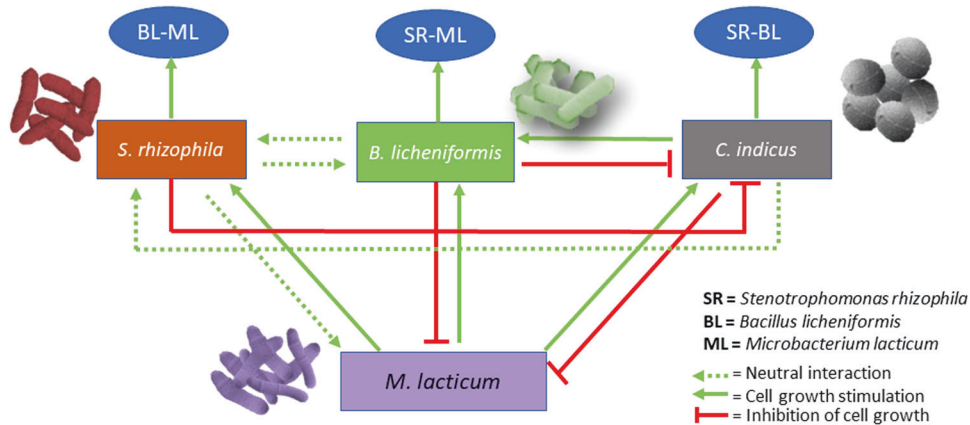 BL-ML
SR-ML
SR-BL
S. rhizophila
B. licheniformis
C. indicus
M. lacticum
SR = Stenotrophomonas rhizophila
BL = Bacillus licheniformis
ML = Microbacterium lacticum
= Neutral interaction
= Cell growth stimulation
= Inhibition of cell growth